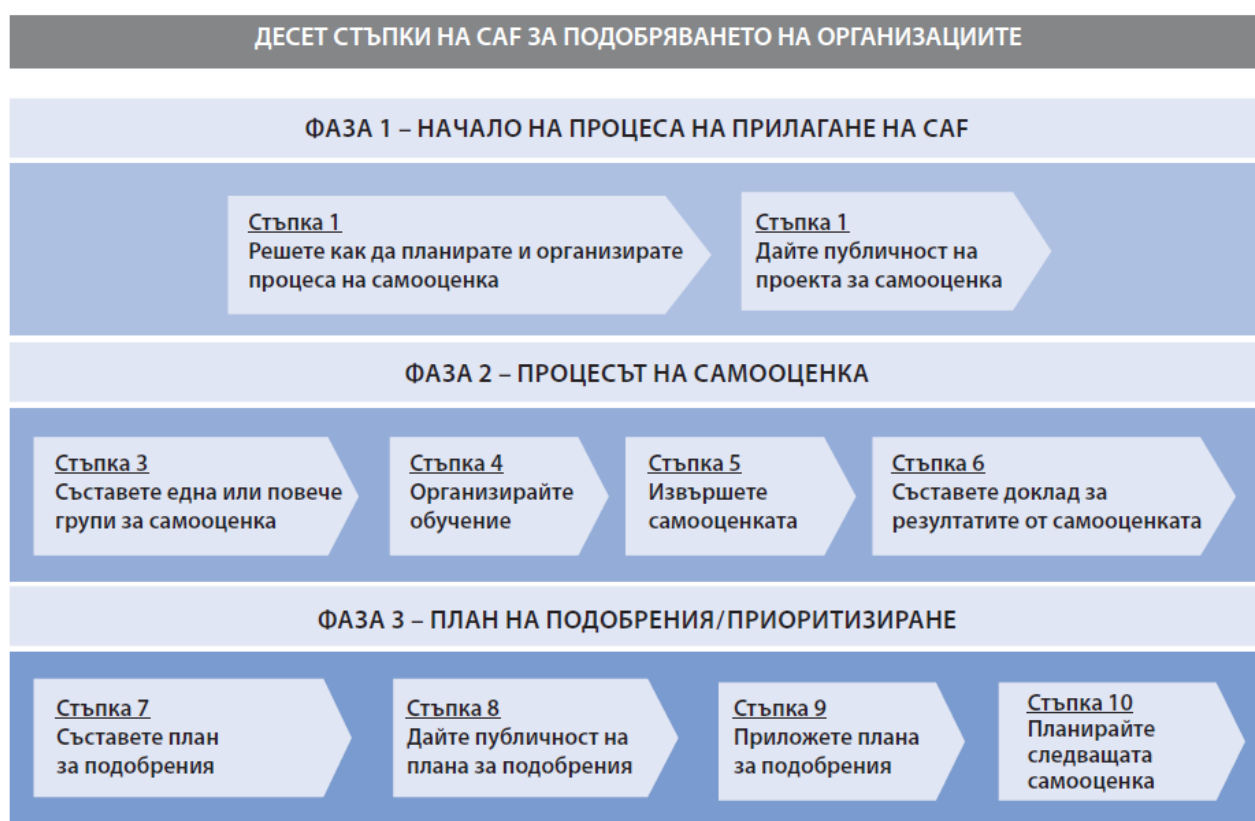 ДЕСЕТ СТЪПКИ НА CAF ЗА ПОДОБРЯВАНЕТО НА ОРГАНИЗАЦИИТЕ
ФАЗА 1 – НАЧАЛО НА ПРОЦЕСА НА ПРИЛАГАНЕ НА CAF
Стъпка 1
Решете как да планирате и организирате
процеса на самооценка
Стъпка 1
Дайте публичност на
проекта за самооценка
ФАЗА 2 – ПРОЦЕСЪТ НА САМООЦЕНКА
Стъпка 3
Съставете една или повече
групи за самооценка
Стъпка 4
Организирайте
обучение
Стъпка 5
Извършете
самооценката
Стъпка 6
Съставете доклад за
резултатите от самооценката
ФАЗА 3 – ПЛАН НА ПОДОБРЕНИЯ/ПРИОРИТИЗИРАНЕ
Стъпка 7
Съставете план
за подобрения
Стъпка 8
Дайте публичност на
плана за подобрения
Стъпка 9
Приложете плана
за подобрения
Стъпка 10
Планирайте
следващата
самооценка